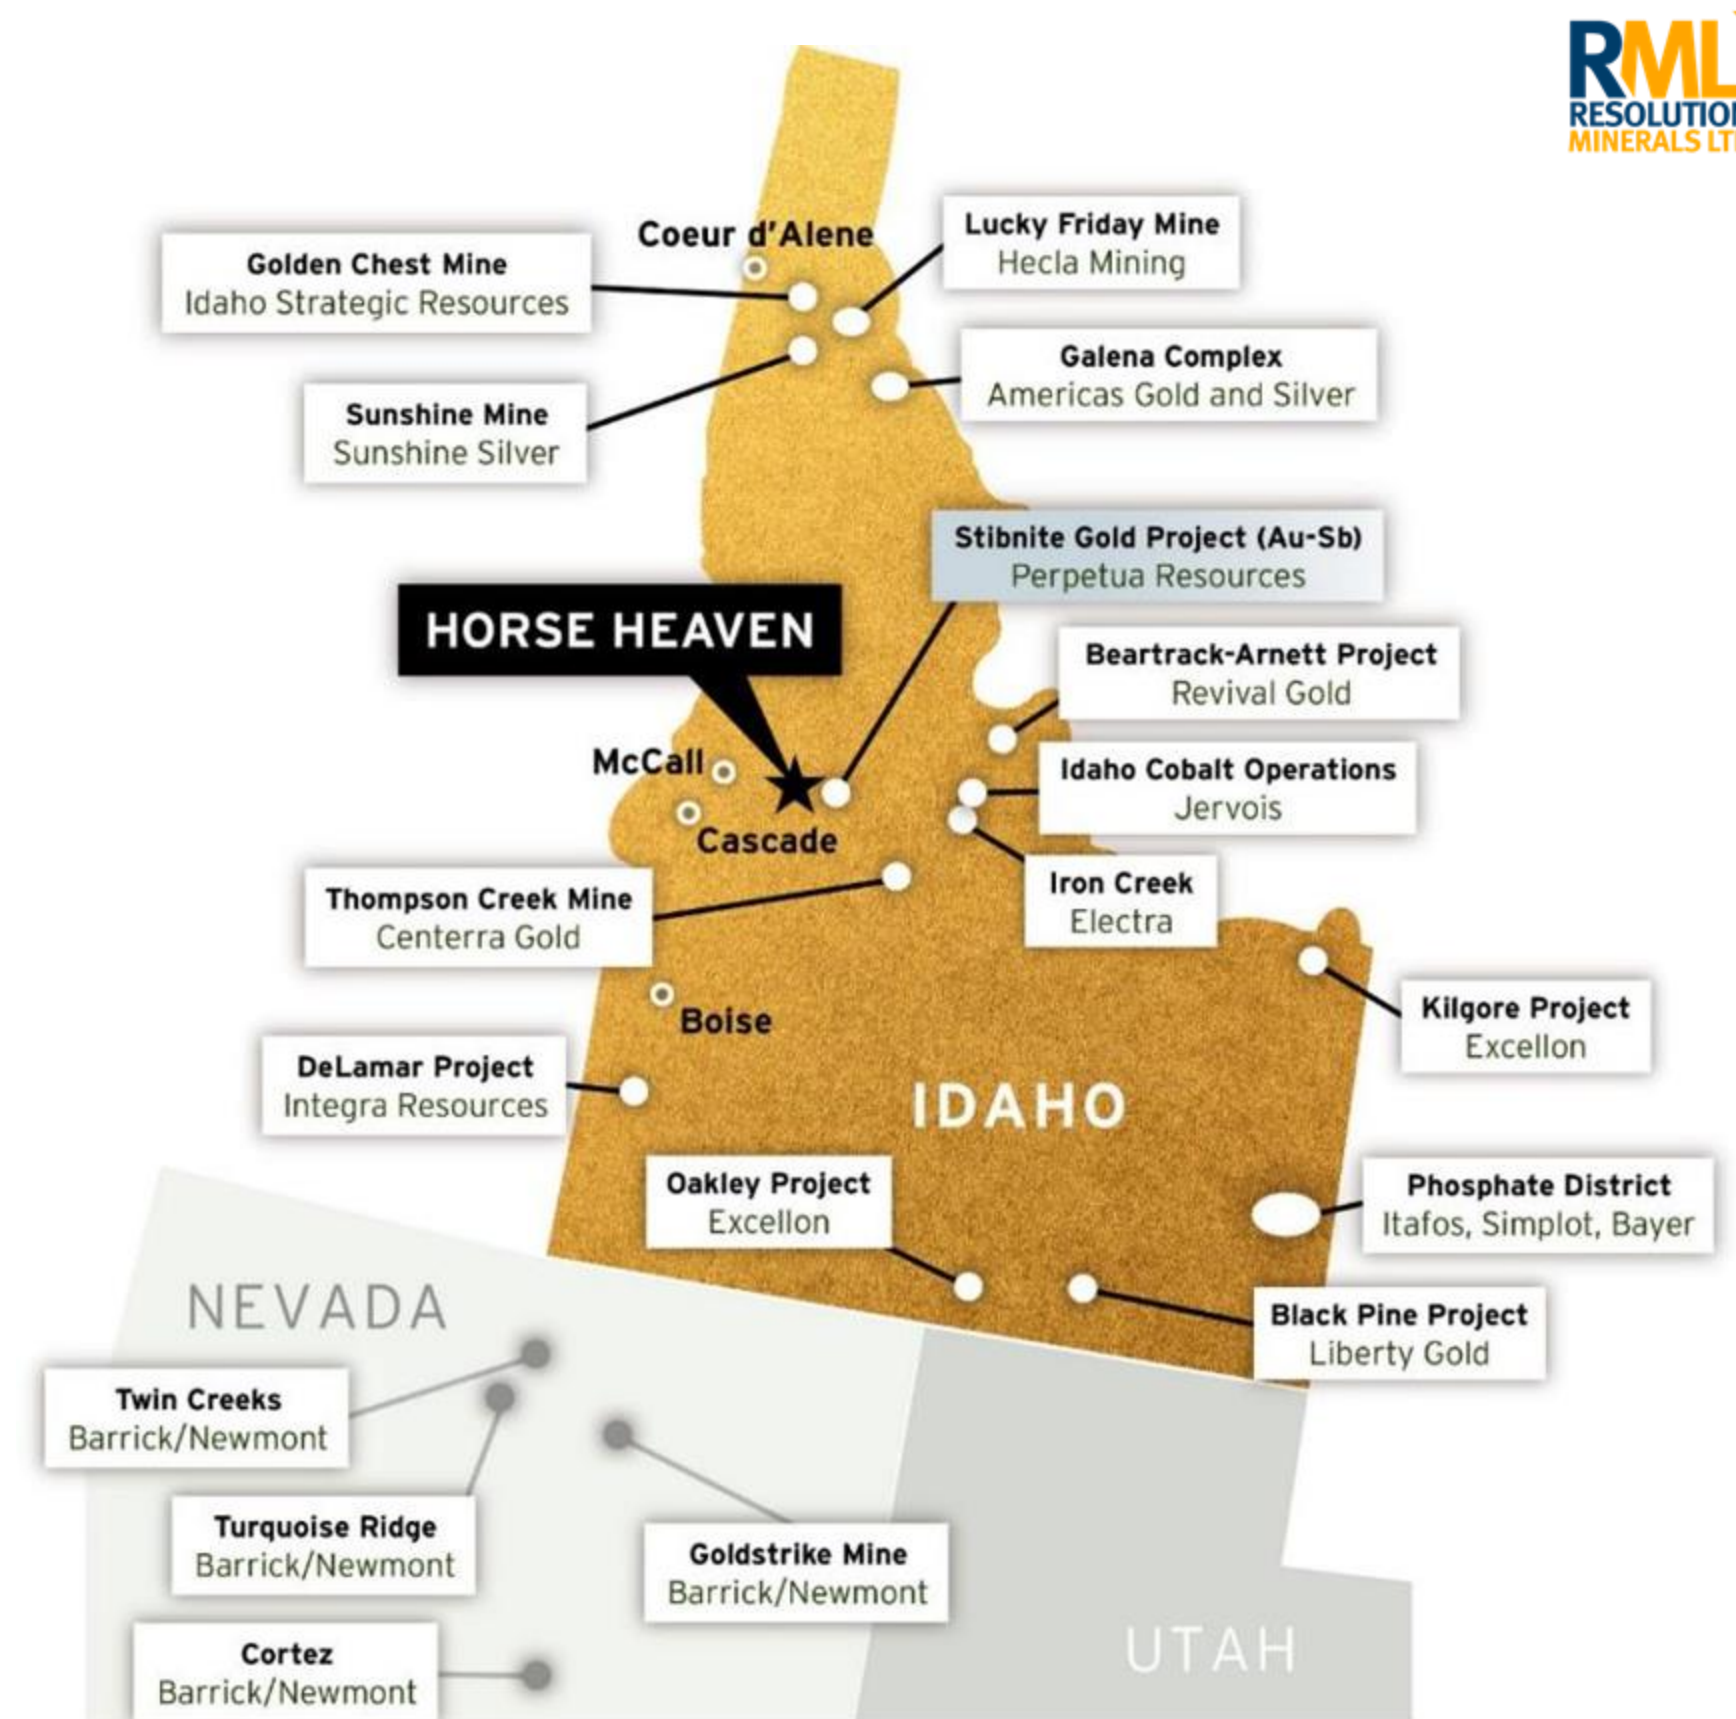 RML
RESOLUTION
MINERALS LT
Coeur d'Alene
Lucky Friday Mine
Hecla Mining
Golden Chest Mine
Idaho Strategic Resources
Galena Complex
Americas Gold and Silver
Sunshine Mine
Sunshine Silver
Stibnite Gold Project (Au-Sb)
Perpetua Resources
HORSE HEAVEN
Beartrack-Arnett Project
Revival Gold
McCall
Idaho Cobalt Operations
Jervois
Cascade
Thompson Creek Mine
Centerra Gold
Iron Creek
Electra
Boise
Kilgore Project
Excellon
DeLamar Project
Integra Resources
IDAHO
Oakley Project
Excellon
Phosphate District
Itafos, Simplot, Bayer
NEVADA
Black Pine Project
Liberty Gold
Twin Creeks
Barrick/Newmont
Turquoise Ridge
Barrick/Newmont
Goldstrike Mine
Barrick/Newmont
UTAH
Cortez
Barrick/Newmont